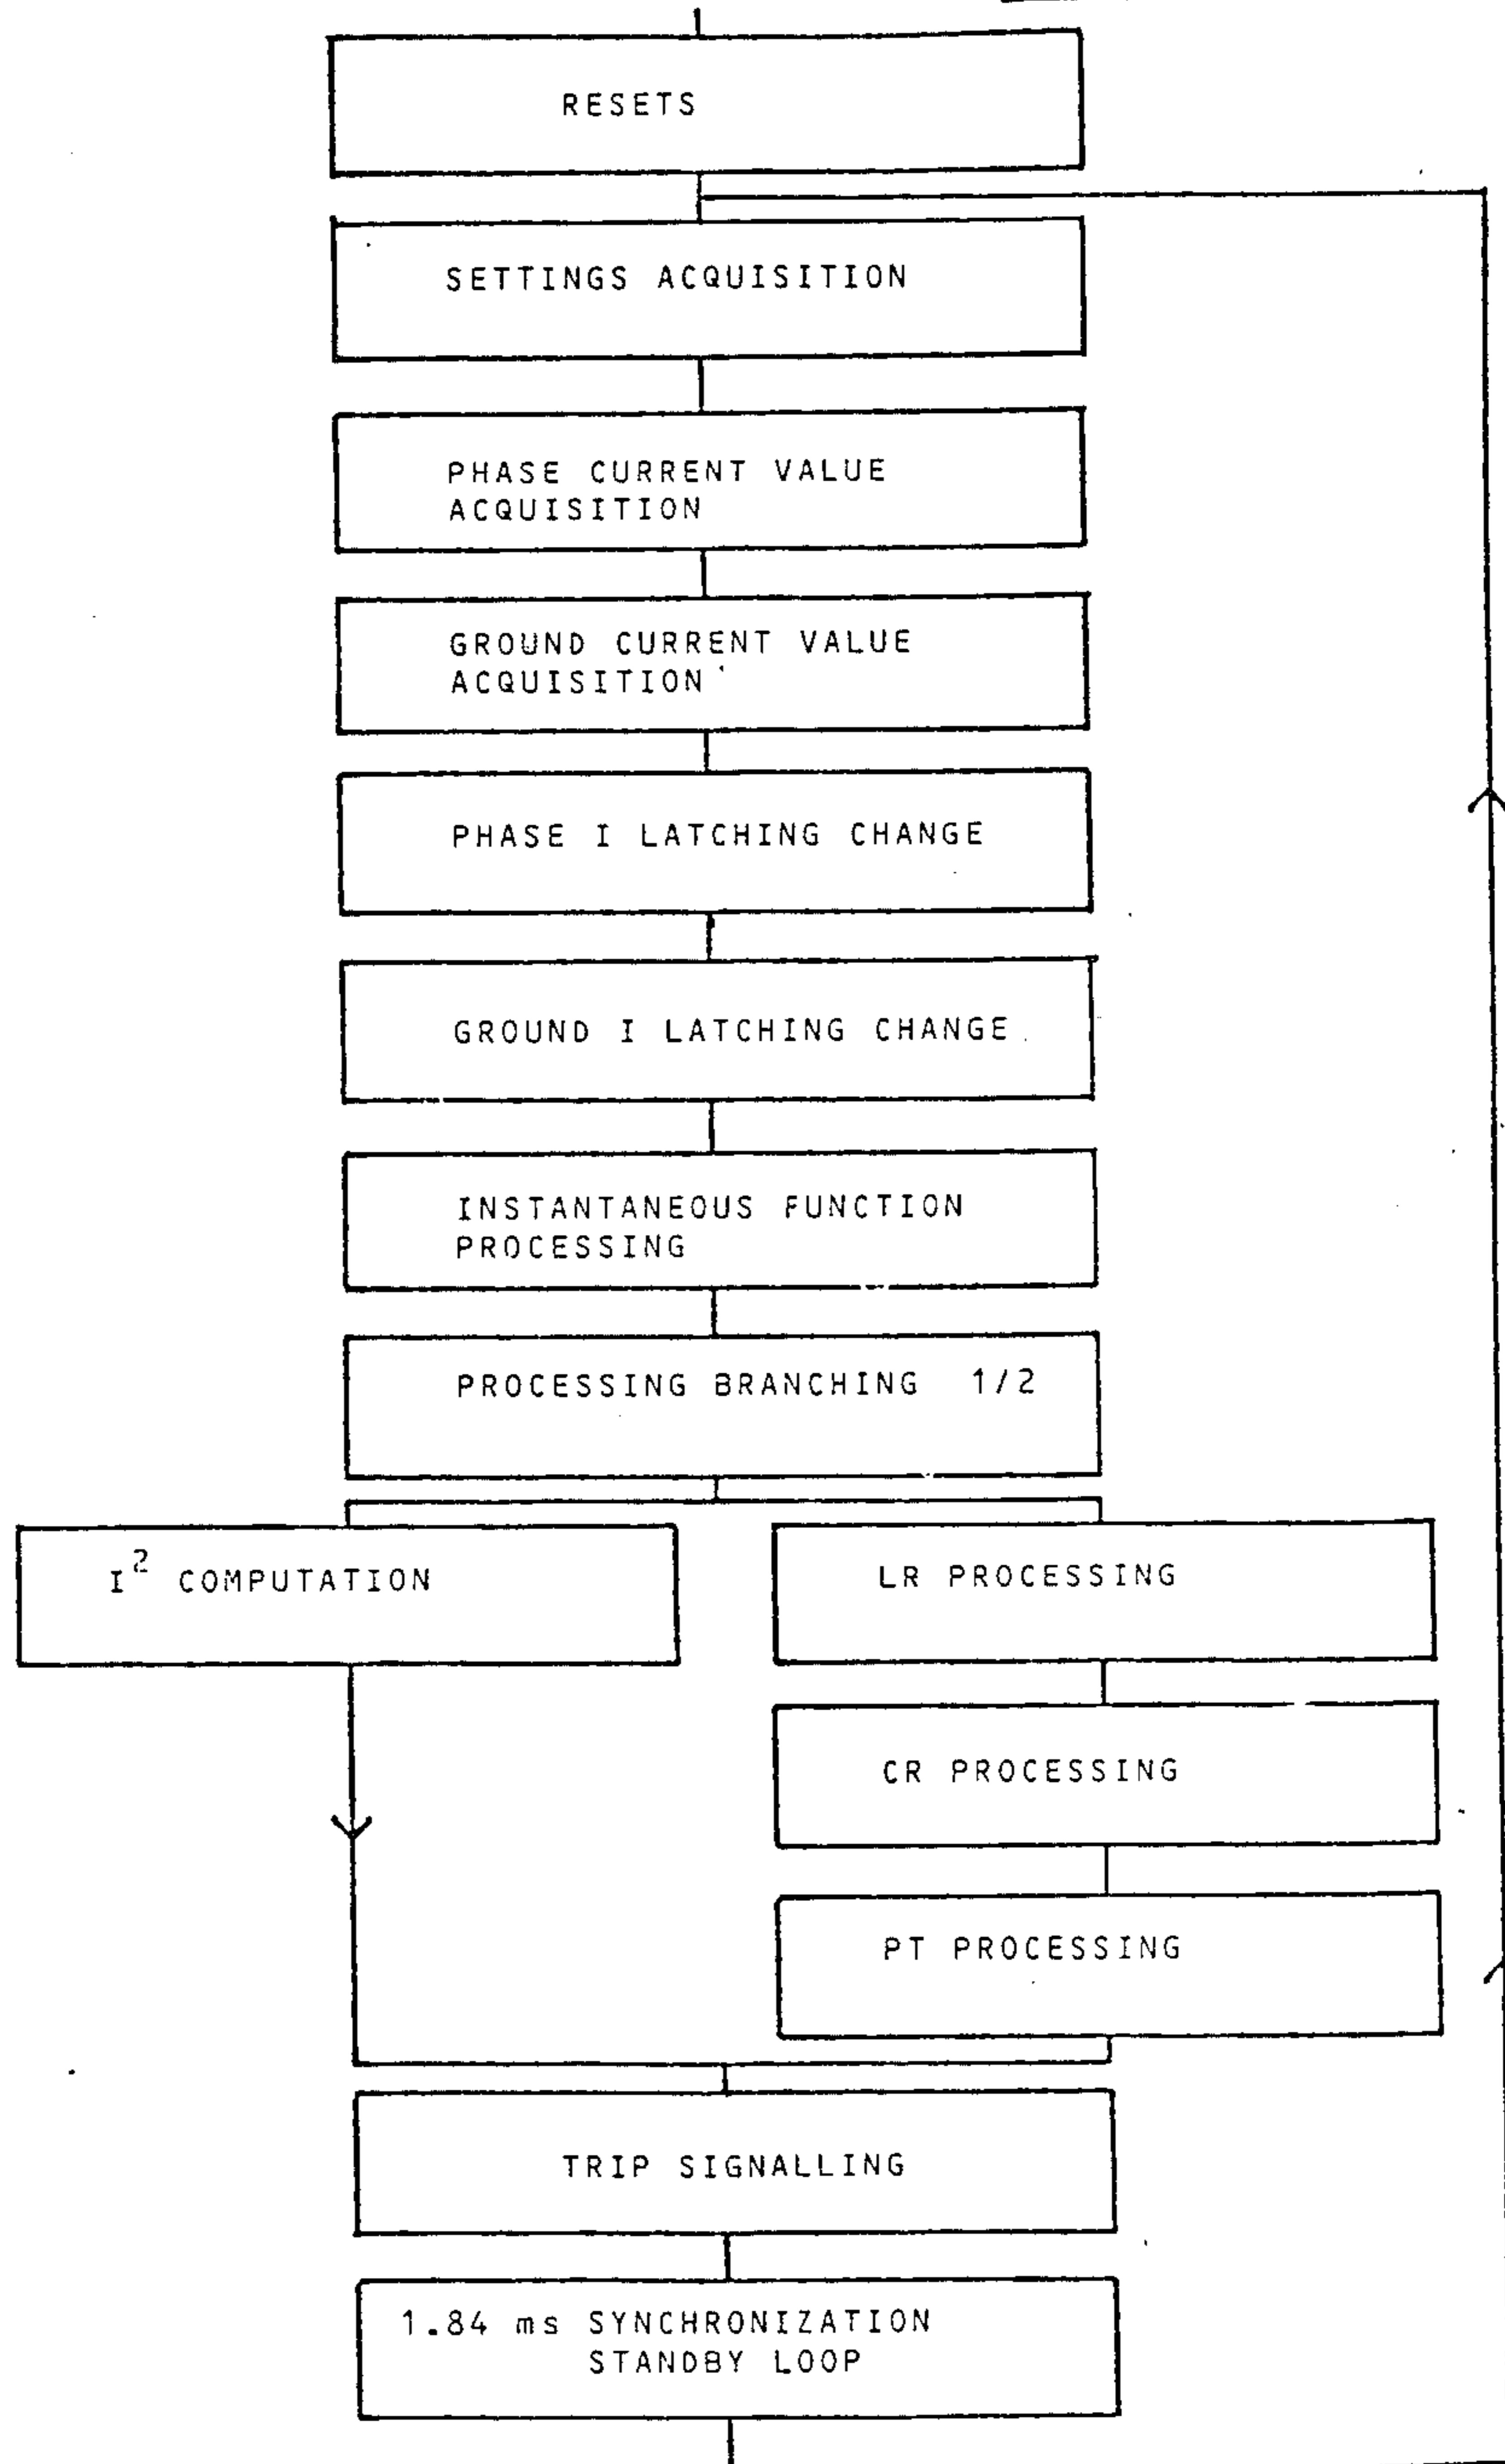 RESETS
SETTINGS ACQUISITION
PHASE CURRENT VALUE
ACQUISITION
GROUND CURRENT VALUE
ACQUISITION
PHASE I LATCHING CHANGE
GROUND I LATCHING CHANGE
INSTANTANEOUS FUNCTION
PROCESSING
PROCESSING BRANCHING 1/2
I² COMPUTATION
LR PROCESSING
CR PROCESSING
PT PROCESSING
TRIP SIGNALLING
1.84 ms SYNCHRONIZATION
STANDBY LOOP